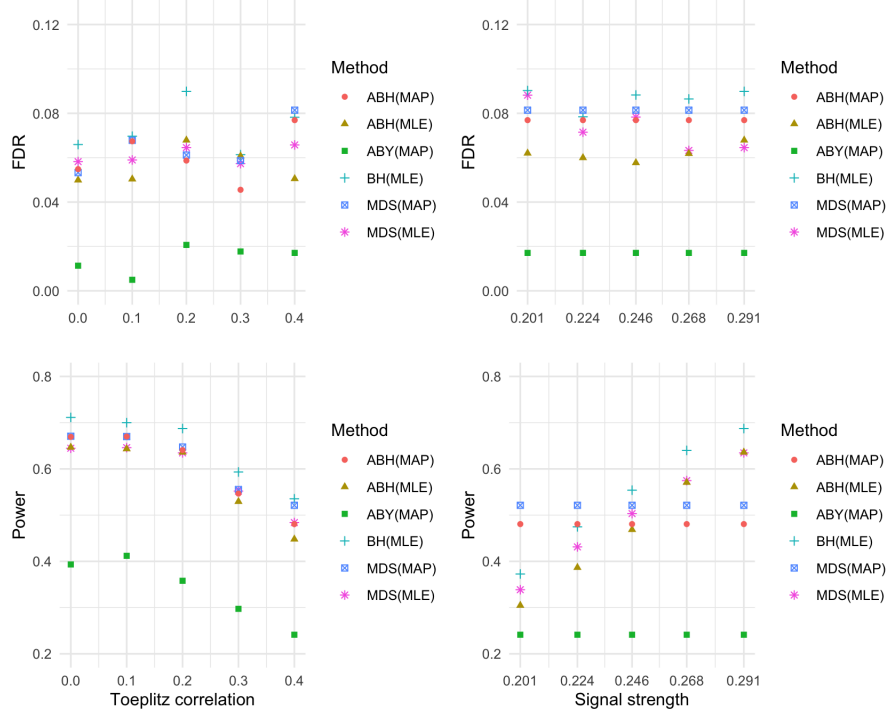 0.12
0.08
0.04
0.00
FDR
0.0 0.1 0.2 0.3 0.4
Method
ABH(MAP)
ABH(MLE)
ABY(MAP)
BH(MLE)
MDS(MAP)
MDS(MLE)
0.12
0.08
0.04
0.00
FDR
0.201 0.224 0.246 0.268 0.291
Method
ABH(MAP)
ABH(MLE)
ABY(MAP)
BH(MLE)
MDS(MAP)
MDS(MLE)
0.8
0.6
0.4
0.2
Power
0.0 0.1 0.2 0.3 0.4
Toeplitz correlation
Method
ABH(MAP)
ABH(MLE)
ABY(MAP)
BH(MLE)
MDS(MAP)
MDS(MLE)
0.8
0.6
0.4
0.2
Power
0.201 0.224 0.246 0.268 0.291
Signal strength
Method
ABH(MAP)
ABH(MLE)
ABY(MAP)
BH(MLE)
MDS(MAP)
MDS(MLE)